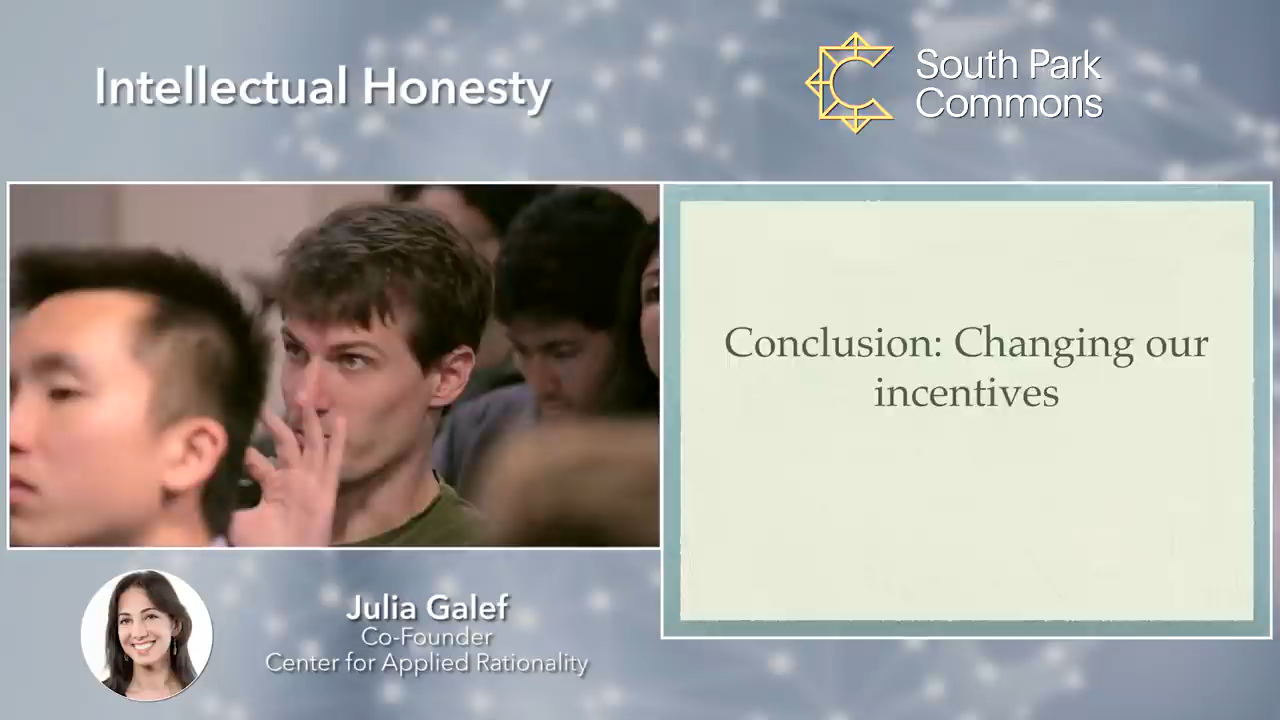 Intellectual Honesty
South Park
Commons
Conclusion: Changing our
incentives
Julia Galef
Co-Founder
Center for Applied Rationality